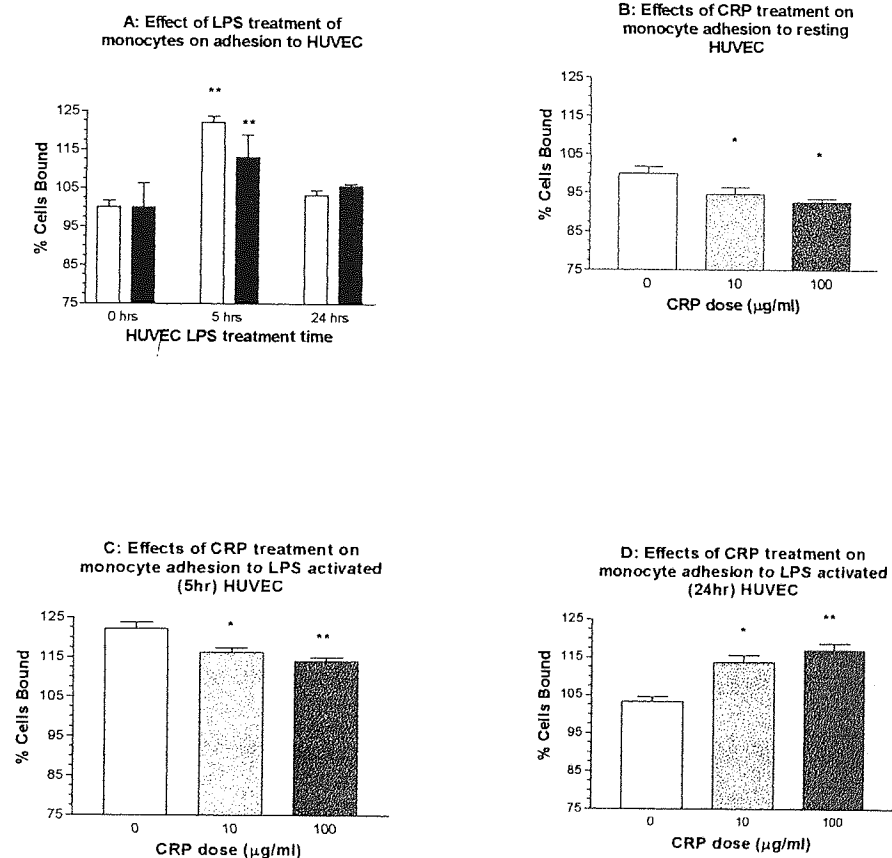 A: Effect of LPS treatment of
monocytes on adhesion to HUVEC
% Cells Bound
125
115
105
95
85
75
**
**
0 hrs
5 hrs
24 hrs
HUVEC LPS treatment time
B: Effects of CRP treatment on
monocyte adhesion to resting
HUVEC
% Cells Bound
125
115
105
95
85
75
*
*
0
10
100
CRP dose (µg/ml)
C: Effects of CRP treatment on
monocyte adhesion to LPS activated
(5hr) HUVEC
% Cells Bound
125
115
105
95
85
75
*
**
0
10
100
CRP dose (µg/ml)
D: Effects of CRP treatment on
monocyte adhesion to LPS activated
(24hr) HUVEC
% Cells Bound
125
115
105
95
85
75
*
**
0
10
100
CRP dose (µg/ml)